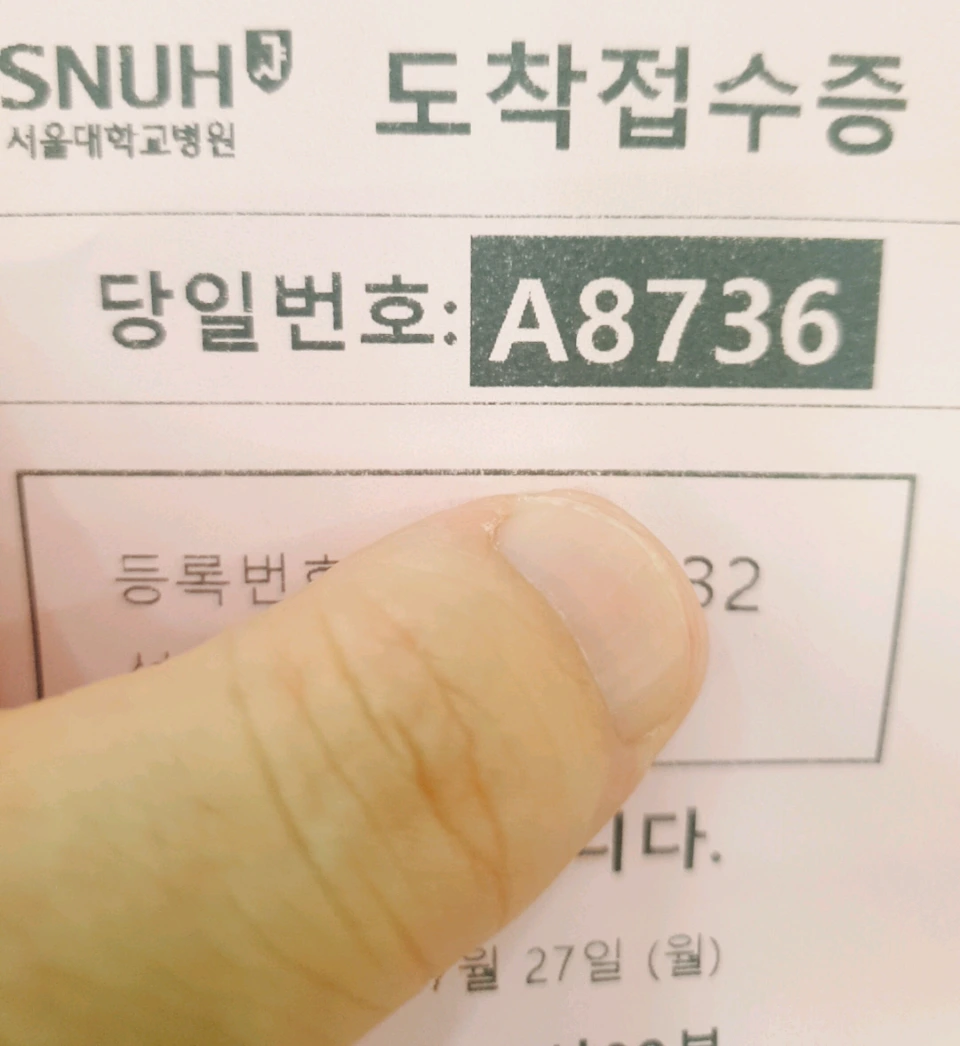 SNUH
서울대학교병원
도착접수증
당일번호: A8736
등록번호 32
니다.
월 27일 (월)